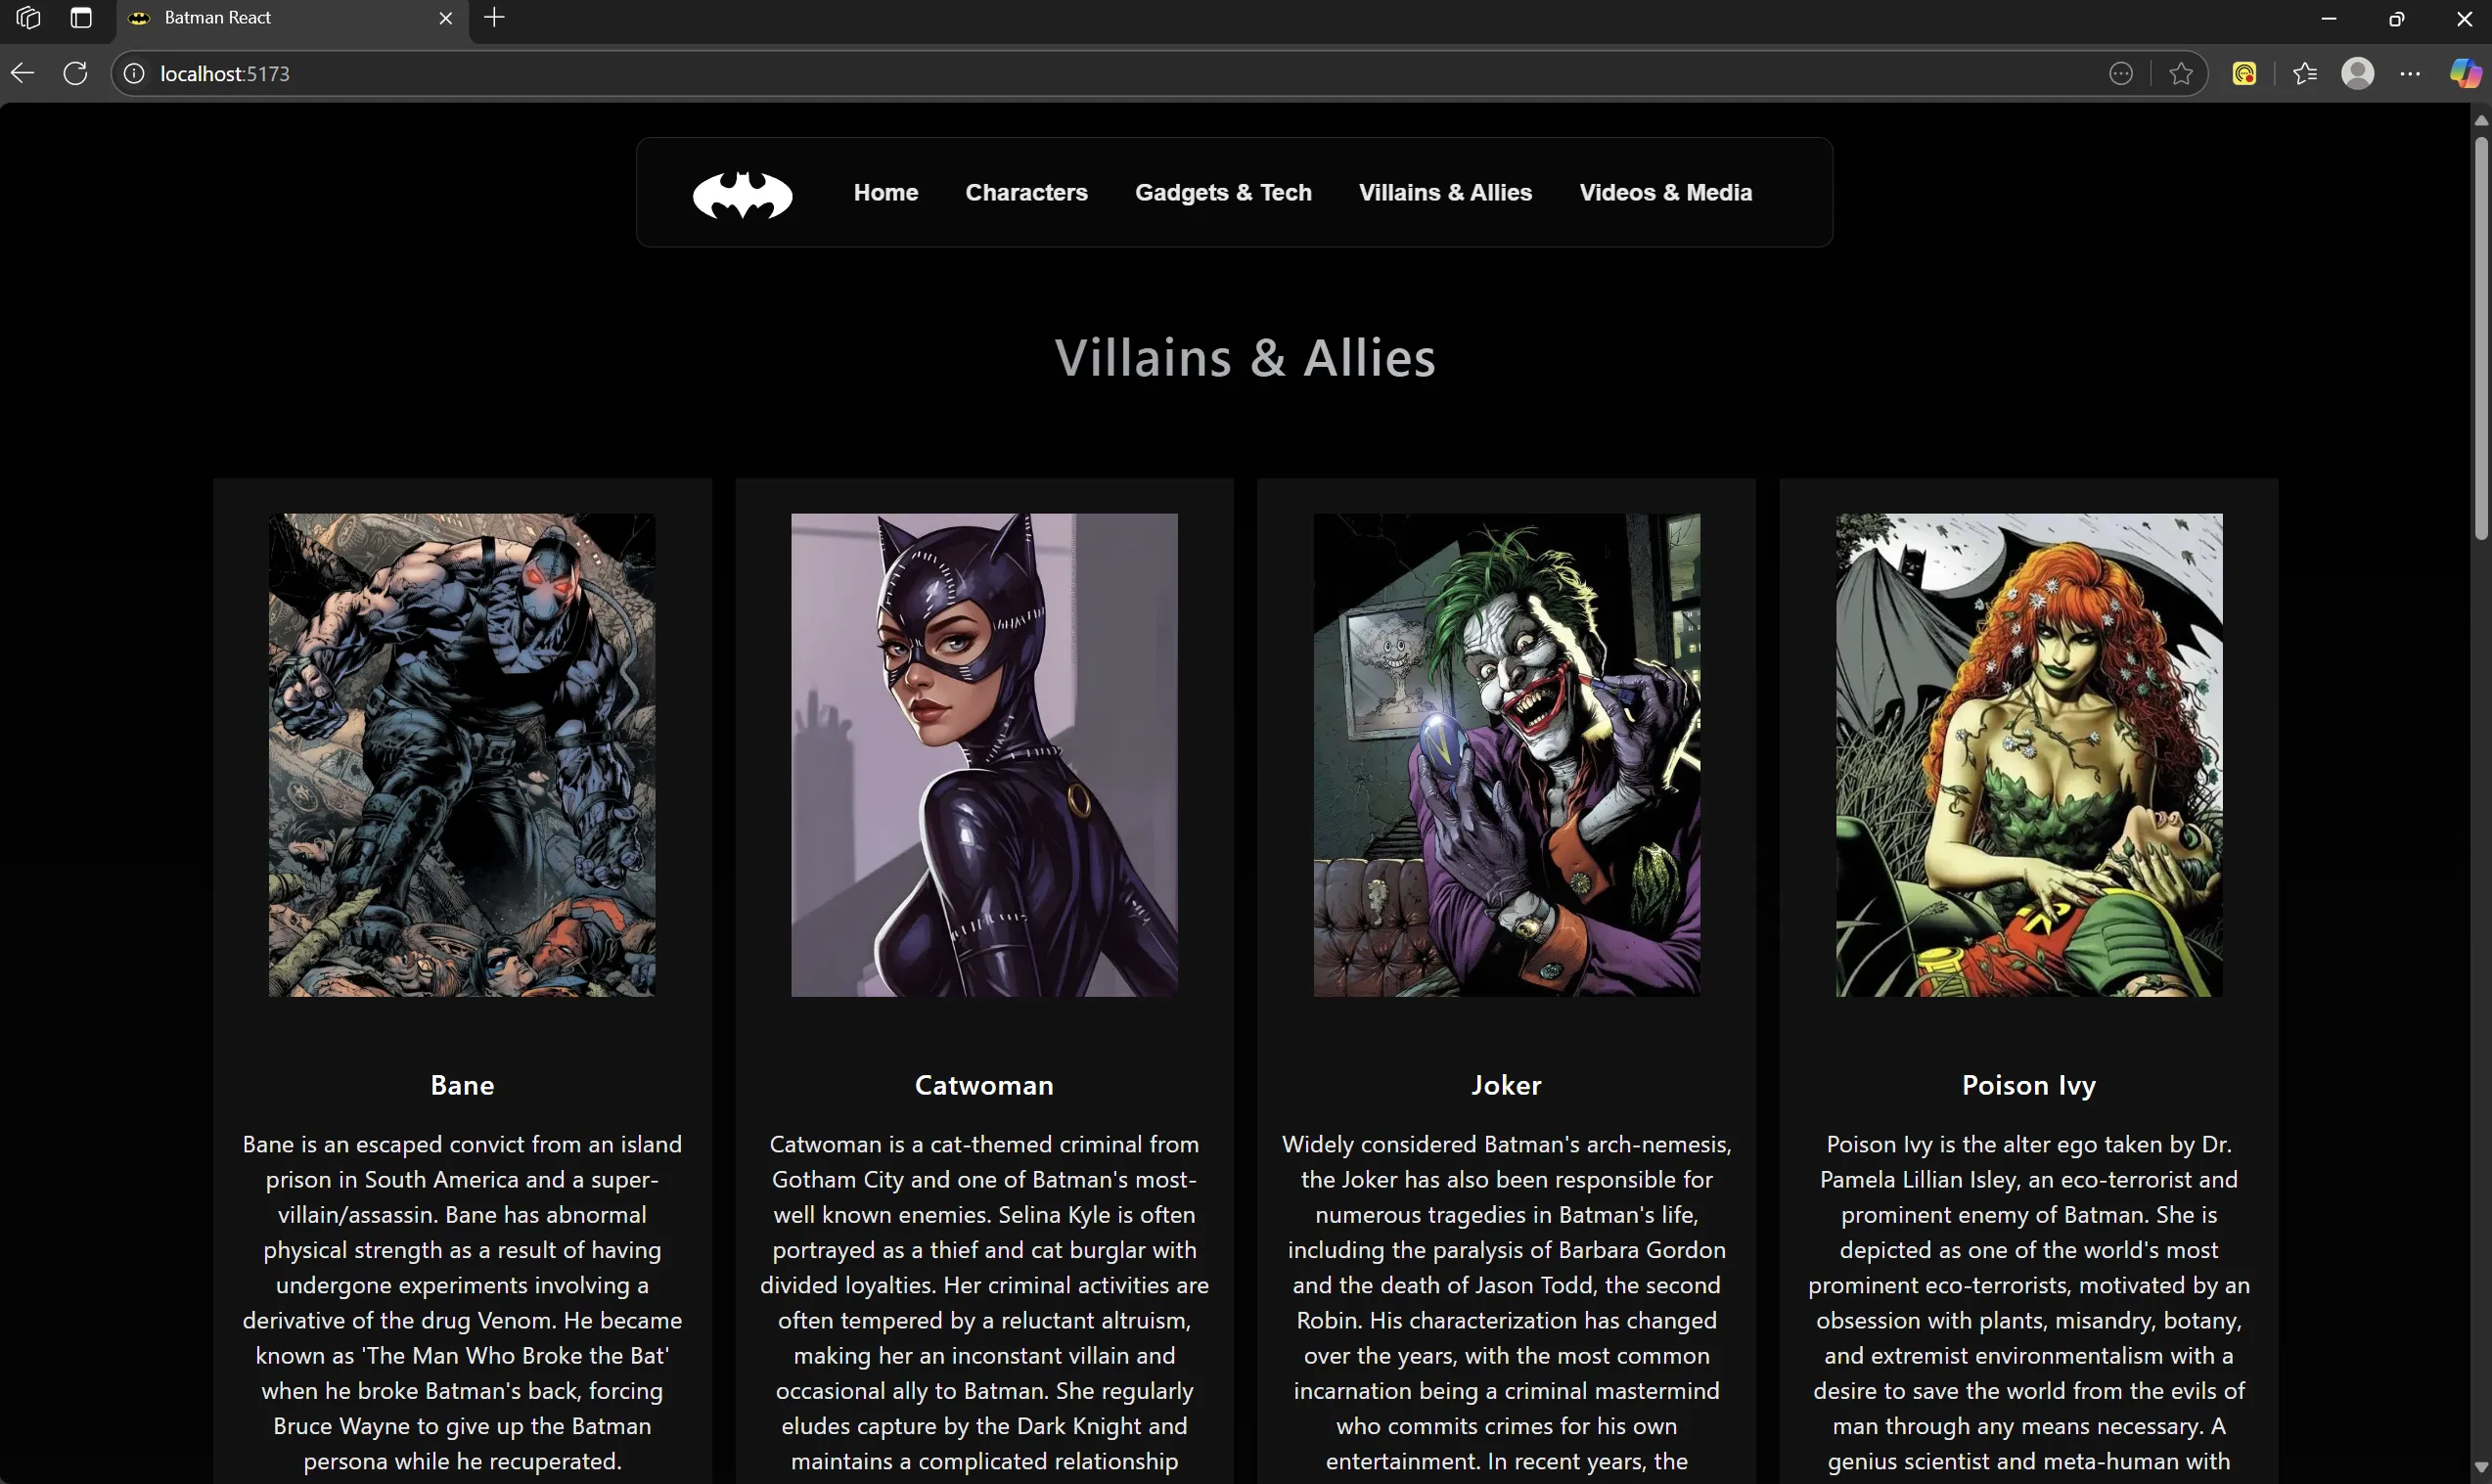 Batman React
localhost:5173
Home Characters Gadgets & Tech Villains & Allies Videos & Media
Villains & Allies
Bane
Bane is an escaped convict from an island
prison in South America and a super-
villain/assassin. Bane has abnormal
physical strength as a result of having
undergone experiments involving a
derivative of the drug Venom. He became
known as 'The Man Who Broke the Bat'
when he broke Batman's back, forcing
Bruce Wayne to give up the Batman
persona while he recuperated.
Catwoman
Catwoman is a cat-themed criminal from
Gotham City and one of Batman's most-
well known enemies. Selina Kyle is often
portrayed as a thief and cat burglar with
divided loyalties. Her criminal activities are
often tempered by a reluctant altruism,
making her an inconstant villain and
occasional ally to Batman. She regularly
eludes capture by the Dark Knight and
maintains a complicated relationship
Joker
Widely considered Batman's arch-nemesis,
the Joker has also been responsible for
numerous tragedies in Batman's life,
including the paralysis of Barbara Gordon
and the death of Jason Todd, the second
Robin. His characterization has changed
over the years, with the most common
incarnation being a criminal mastermind
who commits crimes for his own
entertainment. In recent years, the
Poison Ivy
Poison Ivy is the alter ego taken by Dr.
Pamela Lillian Isley, an eco-terrorist and
prominent enemy of Batman. She is
depicted as one of the world's most
prominent eco-terrorists, motivated by an
obsession with plants, misandry, botany,
and extremist environmentalism with a
desire to save the world from the evils of
man through any means necessary. A
genius scientist and meta-human with